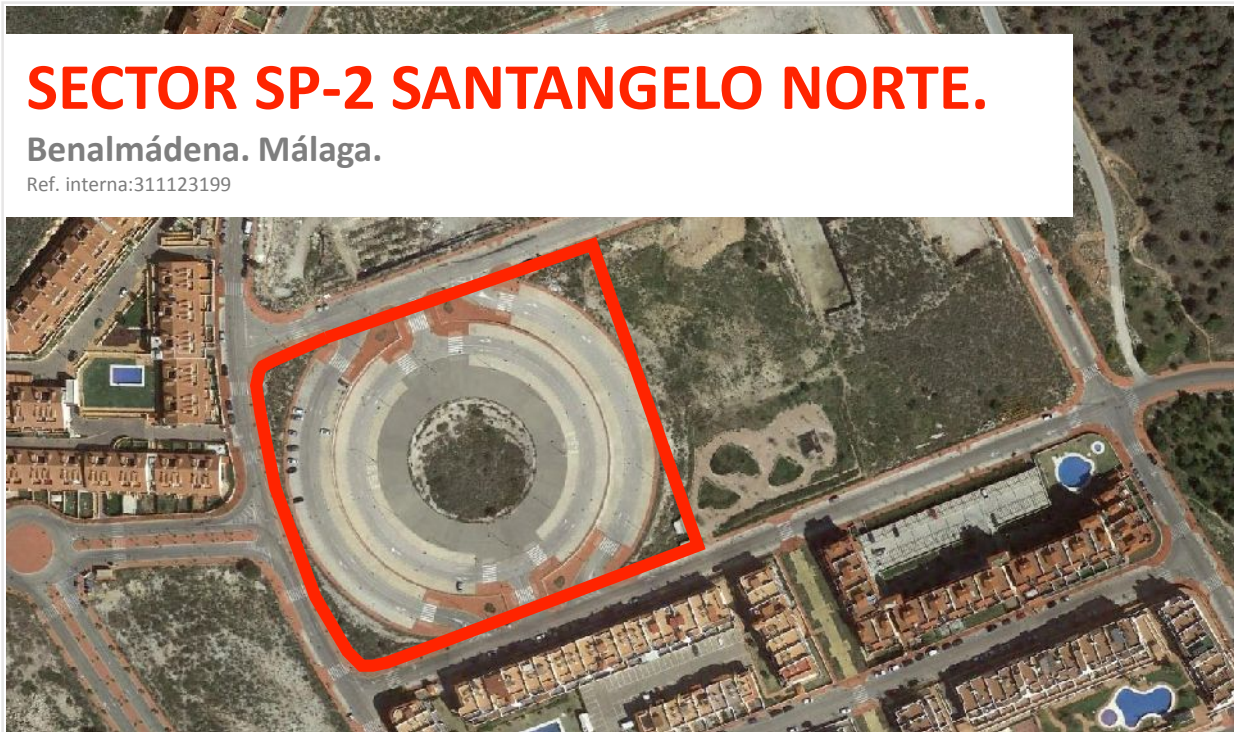 SECTOR SP-2 SANTANGELO NORTE.
Benalmádena. Málaga.
Ref. interna:311123199